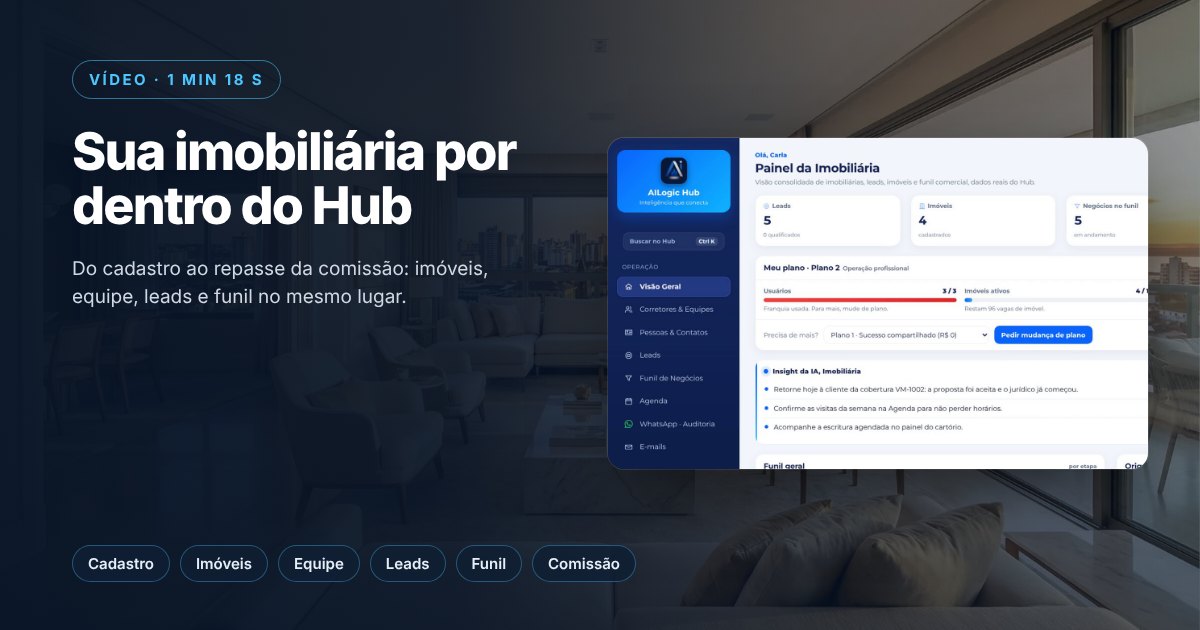 VÍDEO · 1 MIN 18 S
Sua imobiliária por
dentro do Hub
Do cadastro ao repasse da comissão: imóveis,
equipe, leads e funil no mesmo lugar.
AILogic Hub
Inteligência que conecta
Buscar no Hub Ctrl K
OPERAÇÃO
Visão Geral
Corretores & Equipes
Pessoas & Contatos
Leads
Funil de Negócios
Agenda
WhatsApp · Auditoria
E-mails
Olá, Carla
Painel da Imobiliária
Visão consolidada de imobiliárias, leads, imóveis e funil comercial, dados reais do Hub.
Leads
5
0 qualificados
Imóveis
4
cadastrados
Negócios no funil
5
em andamento
Meu plano · Plano 2 Operação profissional
Usuários 3 / 3
Franquia usada. Para mais, mude de plano.
Imóveis ativos 4 / 1
Restam 96 vagas de imóvel.
Precisa de mais? Plano 1 · Sucesso compartilhado (R$ 0) Pedir mudança de plano
Insight da IA, Imobiliária
Retorne hoje à cliente da cobertura VM-1002: a proposta foi aceita e o jurídico já começou.
Confirme as visitas da semana na Agenda para não perder horários.
Acompanhe a escritura agendada no painel do cartório.
Funil geral por etapa
Orig
Cadastro
Imóveis
Equipe
Leads
Funil
Comissão